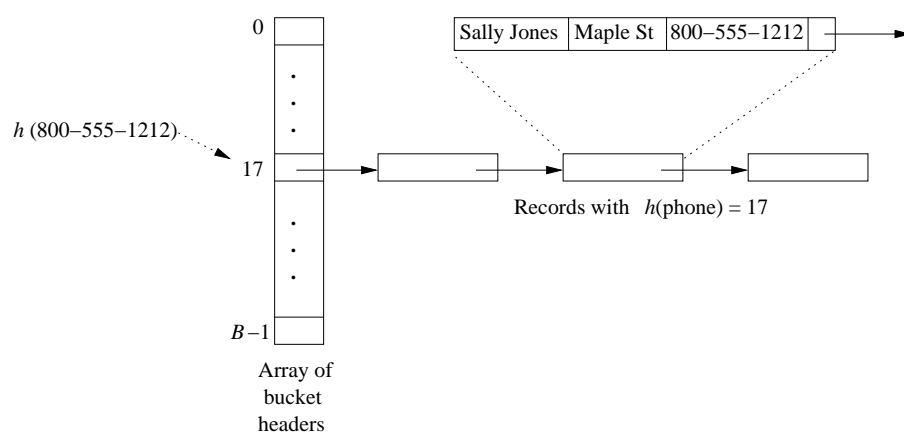 0
Sally Jones Maple St 800–555–1212
h (800–555–1212)
17
Records with h(phone) = 17
B–1
Array of
bucket
headers